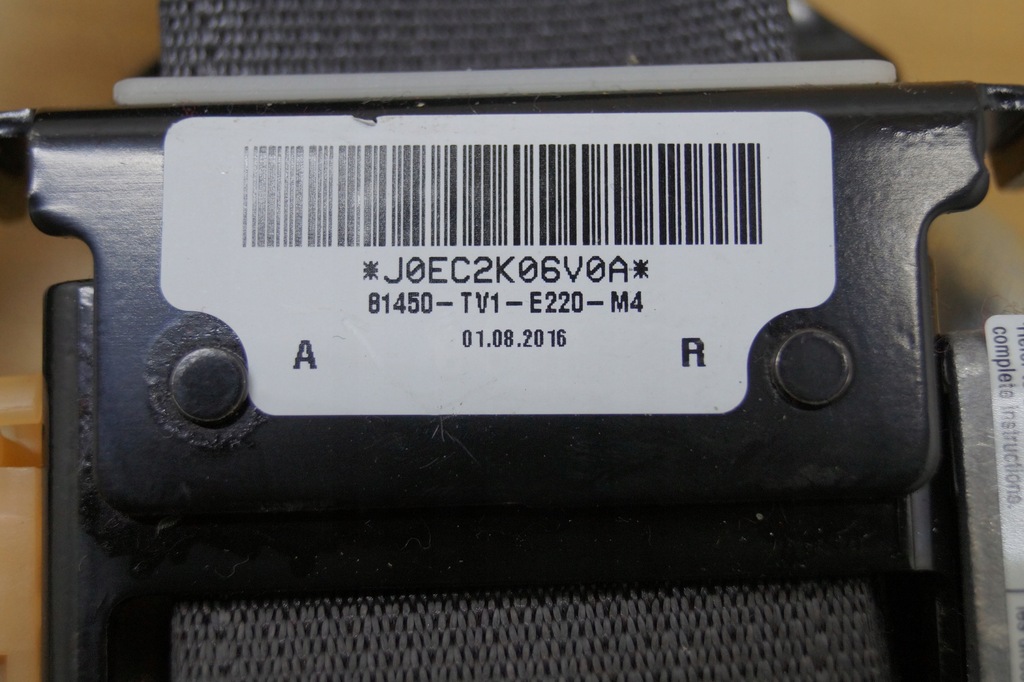 *J0EC2K06V0A*
81450-TV1-E220-M4
01.08.2016
A
R
complete instructions.